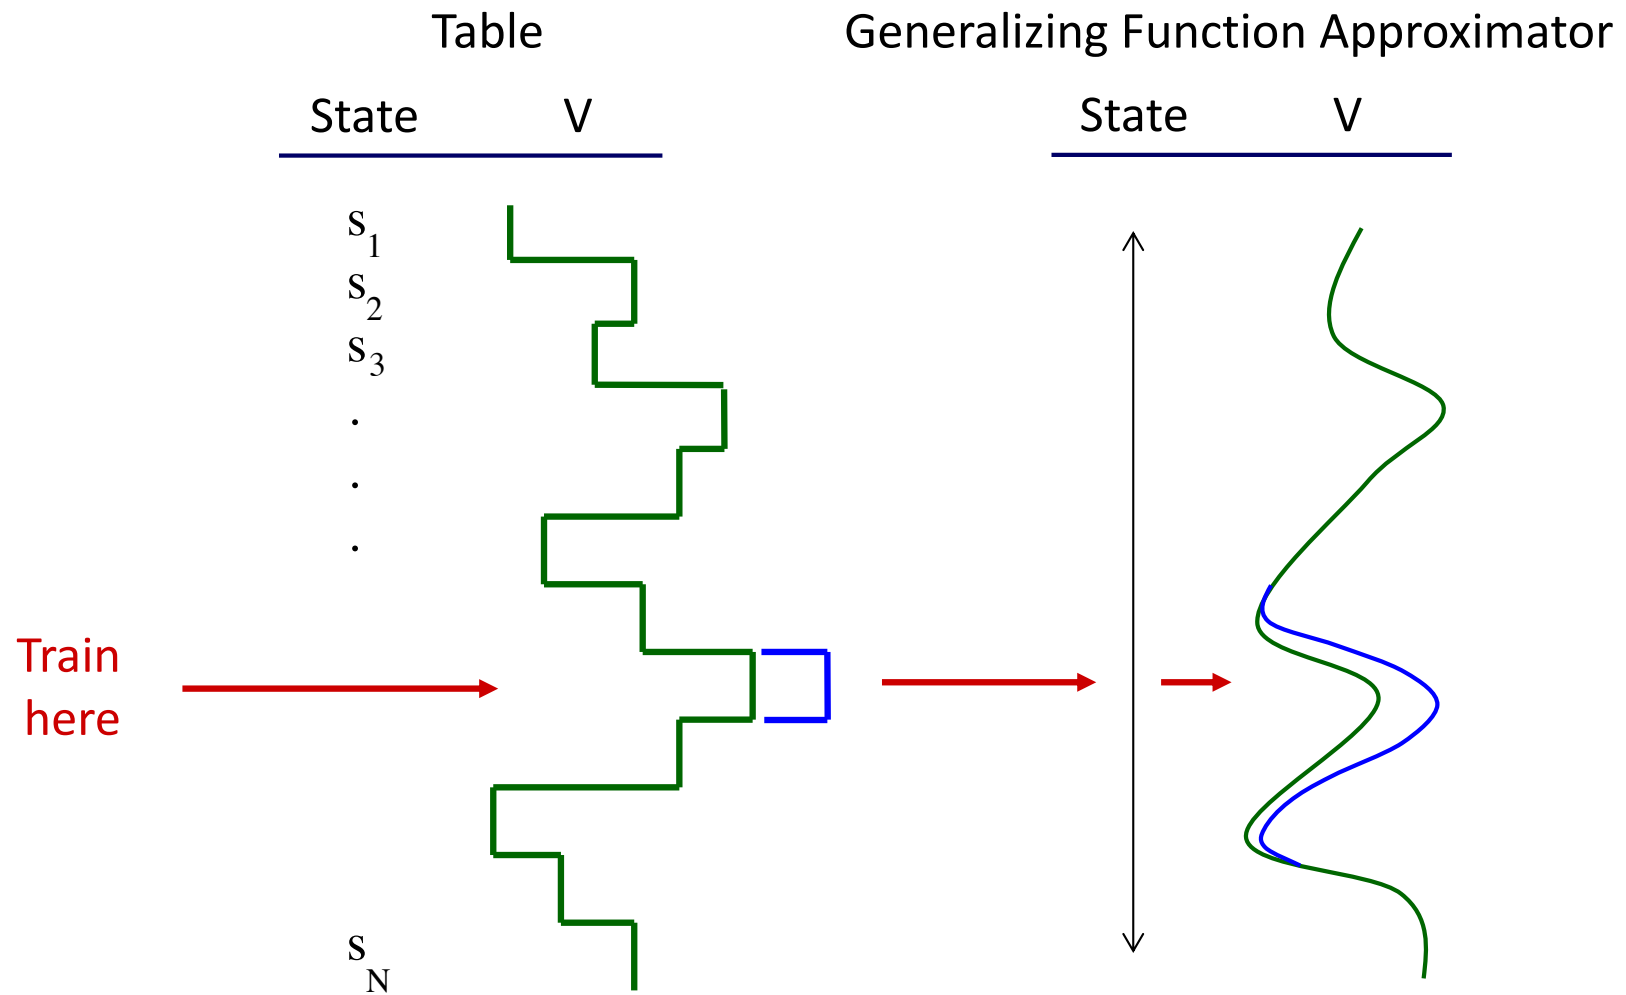 Table
Generalizing Function Approximator
State V
State V
s1
s2
s3
.
.
.
Train
here
sN